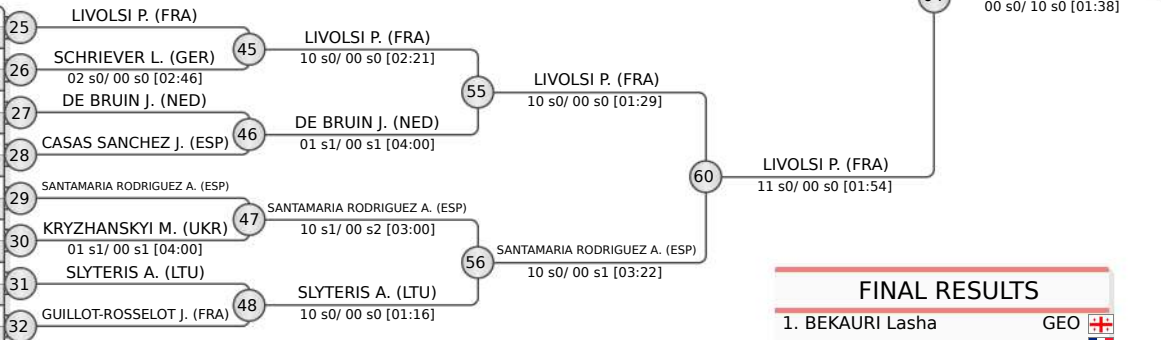 00 s0/ 10 s0 [01:38]
25
LIVOLSI P. (FRA)
26
SCHRIEVER L. (GER)
02 s0/ 00 s0 [02:46]
45
LIVOLSI P. (FRA)
10 s0/ 00 s0 [02:21]
27
DE BRUIN J. (NED)
28
CASAS SANCHEZ J. (ESP)
46
DE BRUIN J. (NED)
01 s1/ 00 s1 [04:00]
55
LIVOLSI P. (FRA)
10 s0/ 00 s0 [01:29]
29
SANTAMARIA RODRIGUEZ A. (ESP)
30
KRYZHANSKYI M. (UKR)
01 s1/ 00 s1 [04:00]
47
SANTAMARIA RODRIGUEZ A. (ESP)
10 s1/ 00 s2 [03:00]
31
SLYTERIS A. (LTU)
32
GUILLOT-ROSSELOT J. (FRA)
48
SLYTERIS A. (LTU)
10 s0/ 00 s0 [01:16]
56
SANTAMARIA RODRIGUEZ A. (ESP)
10 s0/ 00 s1 [03:22]
60
LIVOLSI P. (FRA)
11 s0/ 00 s0 [01:54]
FINAL RESULTS
1. BEKAURI Lasha GEO